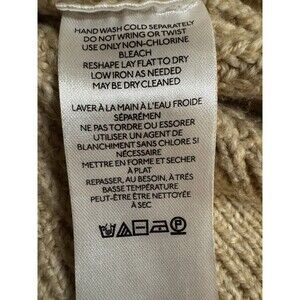 HAND WASH COLD SEPARATELY
DO NOT WRING OR TWIST
USE ONLY NON-CHLORINE
BLEACH
RESHAPE LAY FLAT TO DRY
LOW IRON AS NEEDED
MAY BE DRY CLEANED
LAVER À LA MAIN À L'EAU FROIDE
SÉPARÉMEN
NE PAS TORDRE OU ESSORER
UTILISER UN AGENT DE
BLANCHIMENT SANS CHLORE SI
NÉCESSAIRE
METTRE EN FORME ET SÉCHER
À PLAT
REPASSER, AU BESOIN, À TRÈS
BASSE TEMPÉRATURE
PEUT-ÊTRE ÊTRE NETTOYÉE
À SEC